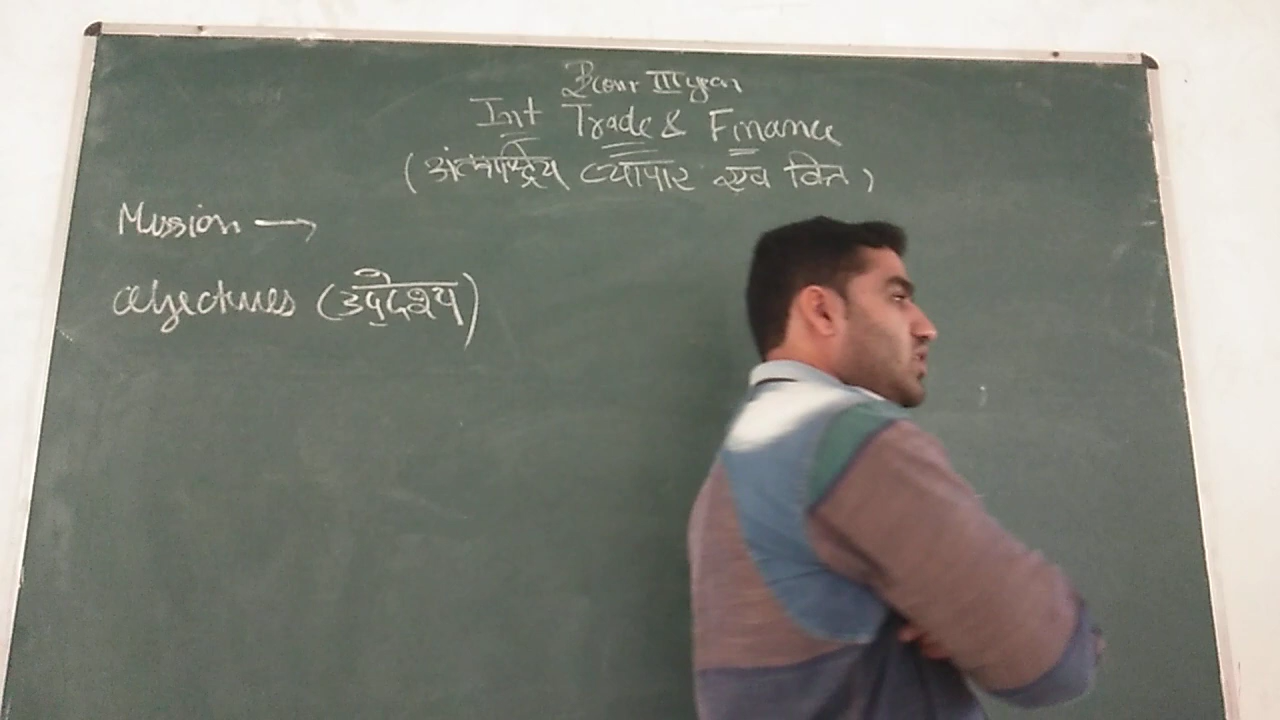 Bcom III year
Int Trade & Finance
(अंतर्राष्ट्रीय व्यापार एवं वित्त)
Mission →
objectives (उद्देश्य)